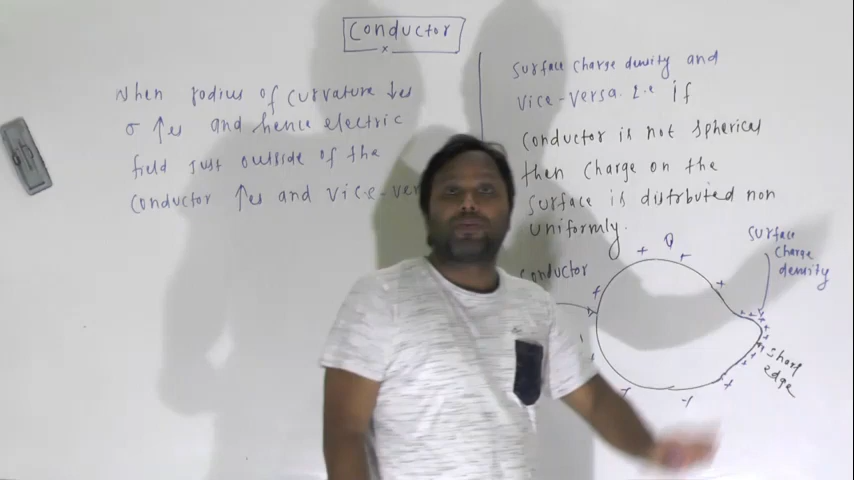 Conductor
When radius of curvature ↓es
σ ↑es and hence electric
field just outside of the
Conductor ↑es and vice-ver
Surface charge density and
vice-versa. i.e if
conductor is not spherical
then charge on the
surface is distributed non
uniformly.
conductor
Q
Surface
charge
density
sharp
edge